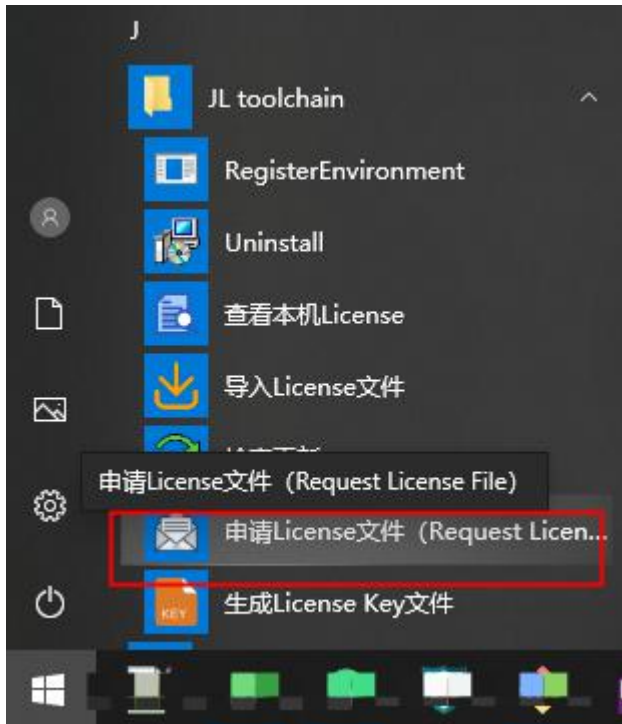 J
JL toolchain
RegisterEnvironment
Uninstall
查看本机License
导入License文件
申请License文件（Request License File）
申请License文件（Request Licen...
生成License Key文件
KEY